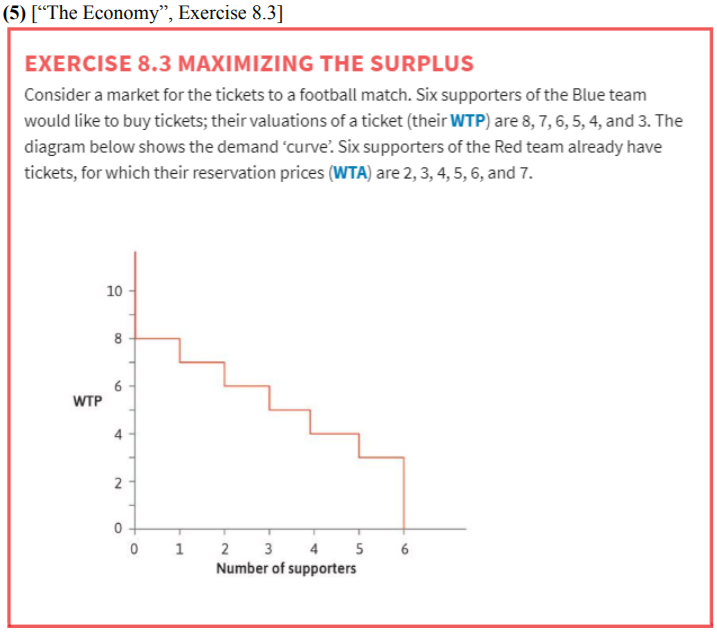 (5) [“The Economy”, Exercise 8.3]
EXERCISE 8.3 MAXIMIZING THE SURPLUS
Consider a market for the tickets to a football match. Six supporters of the Blue team
would like to buy tickets; their valuations of a ticket (their WTP) are 8, 7, 6, 5, 4, and 3. The
diagram below shows the demand ‘curve’. Six supporters of the Red team already have
tickets, for which their reservation prices (WTA) are 2, 3, 4, 5, 6, and 7.
10
8
6
WTP
4
2
0
0 1 2 3 4 5 6
Number of supporters